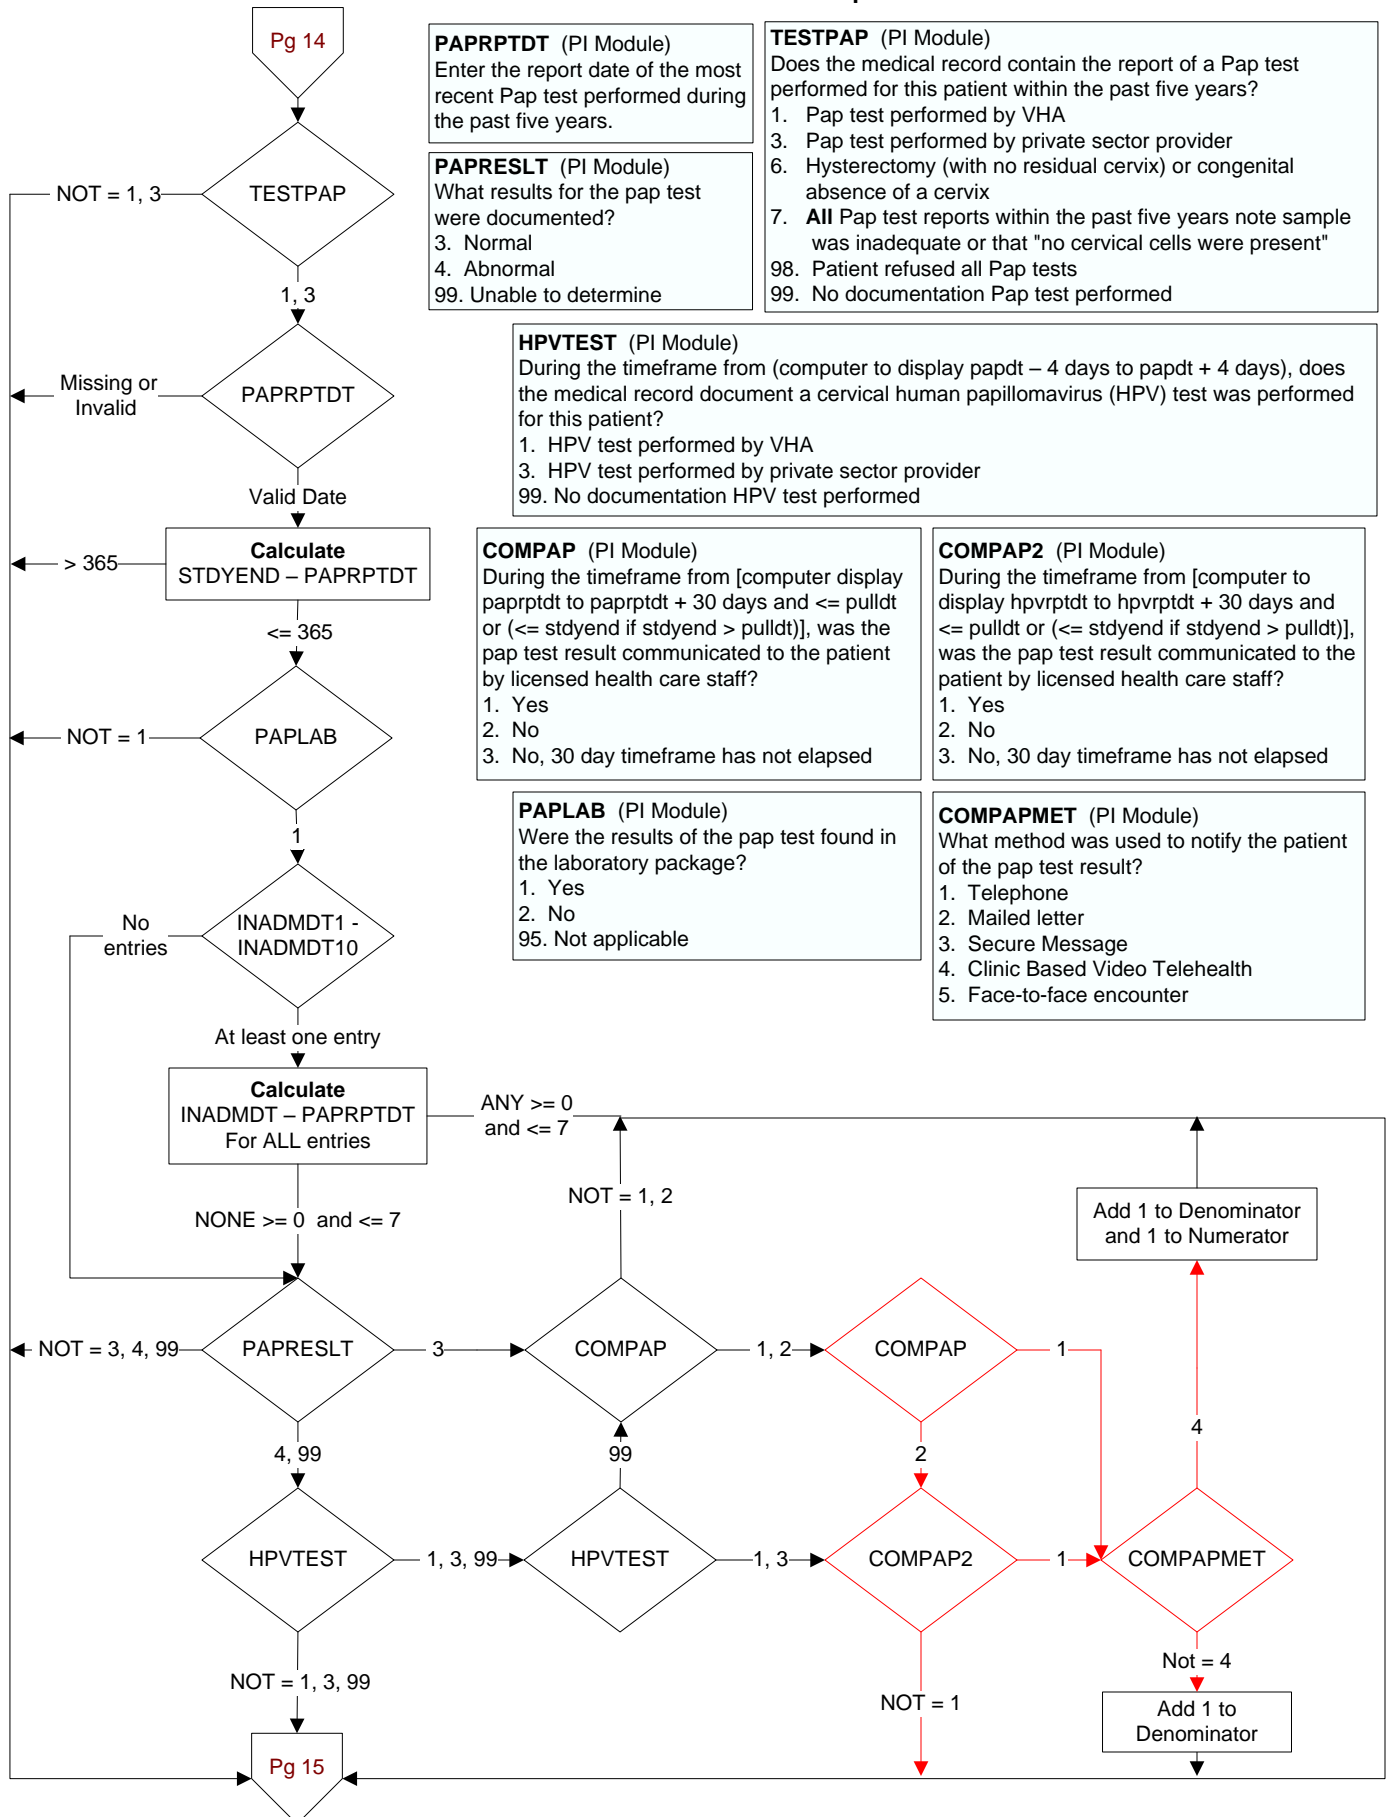 Pg 14
PAPRPTDT (PI Module)
Enter the report date of the most
recent Pap test performed during
the past five years.
TESTPAP (PI Module)
Does the medical record contain the report of a Pap test
performed for this patient within the past five years?
1. Pap test performed by VHA
3. Pap test performed by private sector provider
6. Hysterectomy (with no residual cervix) or congenital
absence of a cervix
7. All Pap test reports within the past five years note sample
was inadequate or that "no cervical cells were present"
98. Patient refused all Pap tests
99. No documentation Pap test performed
PAPRESLT (PI Module)
What results for the pap test
were documented?
3. Normal
4. Abnormal
99. Unable to determine
NOT = 1, 3
TESTPAP
1, 3
HPVTEST (PI Module)
During the timeframe from (computer to display papdt – 4 days to papdt + 4 days), does
the medical record document a cervical human papillomavirus (HPV) test was performed
for this patient?
1. HPV test performed by VHA
3. HPV test performed by private sector provider
99. No documentation HPV test performed
Missing or
Invalid
PAPRPTDT
Valid Date
Calculate
STDYEND – PAPRPTDT
> 365
<= 365
COMPAP (PI Module)
During the timeframe from [computer display
paprptdt to paprptdt + 30 days and <= pulldt
or (<= stdyend if stdyend > pulldt)], was the
pap test result communicated to the patient
by licensed health care staff?
1. Yes
2. No
3. No, 30 day timeframe has not elapsed
COMPAP2 (PI Module)
During the timeframe from [computer to
display hpvrptdt to hpvrptdt + 30 days and
<= pulldt or (<= stdyend if stdyend > pulldt)],
was the pap test result communicated to the
patient by licensed health care staff?
1. Yes
2. No
3. No, 30 day timeframe has not elapsed
NOT = 1
PAPLAB
1
PAPLAB (PI Module)
Were the results of the pap test found in
the laboratory package?
1. Yes
2. No
95. Not applicable
COMPAPMET (PI Module)
What method was used to notify the patient
of the pap test result?
1. Telephone
2. Mailed letter
3. Secure Message
4. Clinic Based Video Telehealth
5. Face-to-face encounter
No
entries
INADMDT1 -
INADMDT10
At least one entry
Calculate
INADMDT – PAPRPTDT
For ALL entries
ANY >= 0
and <= 7
NONE >= 0 and <= 7
NOT = 1, 2
Add 1 to Denominator
and 1 to Numerator
NOT = 3, 4, 99
PAPRESLT
3
COMPAP
1, 2
COMPAP
1
4, 99
99
2
4
HPVTEST
1, 3, 99
HPVTEST
1, 3
COMPAP2
1
COMPAPMET
NOT = 1, 3, 99
NOT = 1
Not = 4
Add 1 to
Denominator
Pg 15